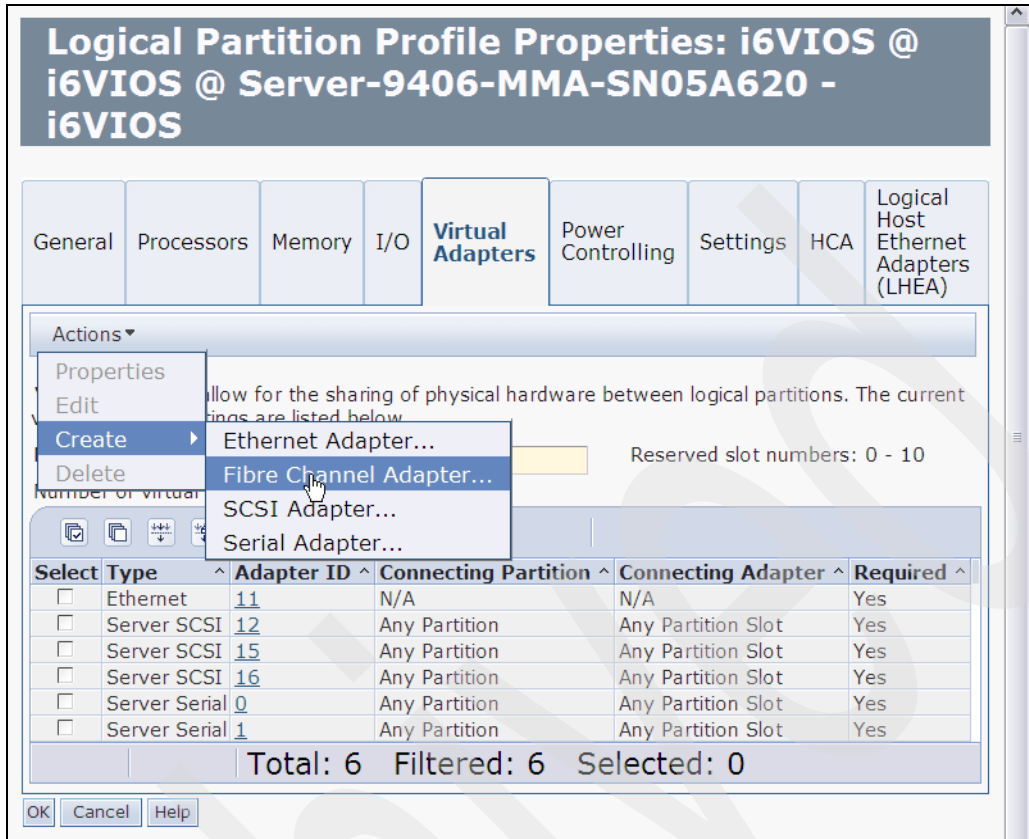 Logical Partition Profile Properties: i6VIOS @
i6VIOS @ Server-9406-MMA-SN05A620 -
i6VIOS
General
Processors
Memory
I/O
Virtual
Adapters
Power
Controlling
Settings
HCA
Logical
Host
Ethernet
Adapters
(LHEA)
Actions
Properties
Edit
Create
Delete
Ethernet Adapter...
Fibre Channel Adapter...
SCSI Adapter...
Serial Adapter...
allow for the sharing of physical hardware between logical partitions. The current
are listed below
Reserved slot numbers: 0 - 10
Number of virtual
Select Type Adapter ID Connecting Partition Connecting Adapter Required
Ethernet 11 N/A N/A Yes
Server SCSI 12 Any Partition Any Partition Slot Yes
Server SCSI 15 Any Partition Any Partition Slot Yes
Server SCSI 16 Any Partition Any Partition Slot Yes
Server Serial 0 Any Partition Any Partition Slot Yes
Server Serial 1 Any Partition Any Partition Slot Yes
Total: 6 Filtered: 6 Selected: 0
OK Cancel Help